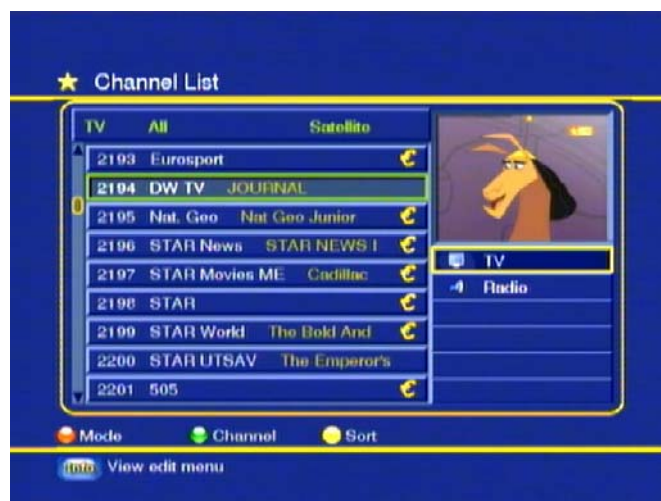 Channel List
TV All Satellite
2193 Eurosport
2194 DW TV JOURNAL
2195 Nat. Geo Nat Geo Junior
2196 STAR News STAR NEWS I
2197 STAR Movies ME Cadillac
2198 STAR
2199 STAR World The Bold And
2200 STAR UTSAV The Emperor's
2201 505
TV
Radio
Mode Channel Sort
Info View edit menu